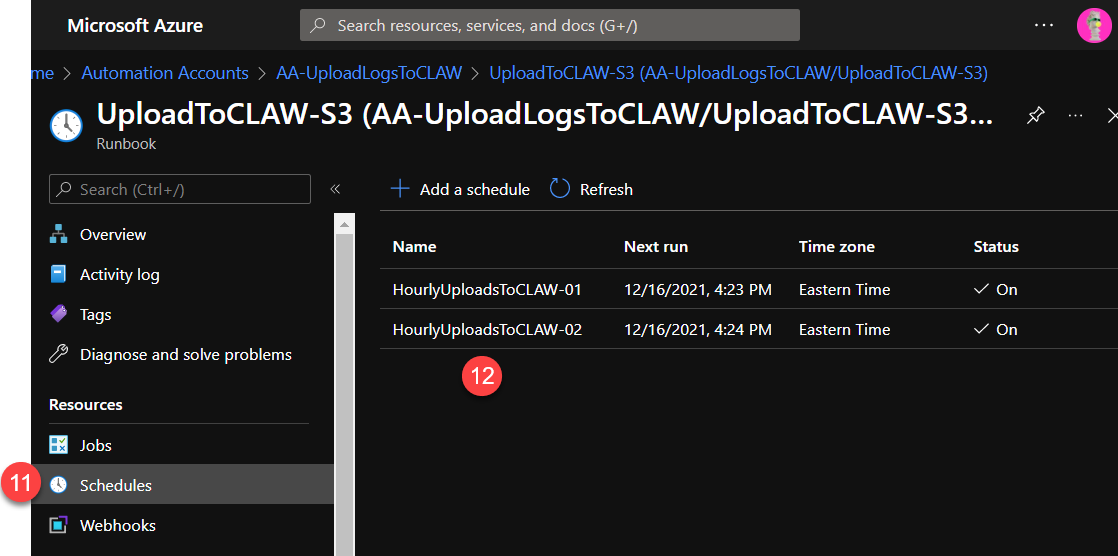 Microsoft Azure
Search resources, services, and docs (G+/)
...
me > Automation Accounts > AA-UploadLogsToCLAW > UploadToCLAW-S3 (AA-UploadLogsToCLAW/UploadToCLAW-S3)
UploadToCLAW-S3 (AA-UploadLogsToCLAW/UploadToCLAW-S3...
...
Runbook
Search (Ctrl+/)
«
+ Add a schedule
Refresh
Overview
Activity log
Tags
Diagnose and solve problems
Resources
Jobs
11
Schedules
Webhooks
Name Next run Time zone Status
HourlyUploadsToCLAW-01 12/16/2021, 4:23 PM Eastern Time ✓ On
HourlyUploadsToCLAW-02 12/16/2021, 4:24 PM Eastern Time ✓ On
12